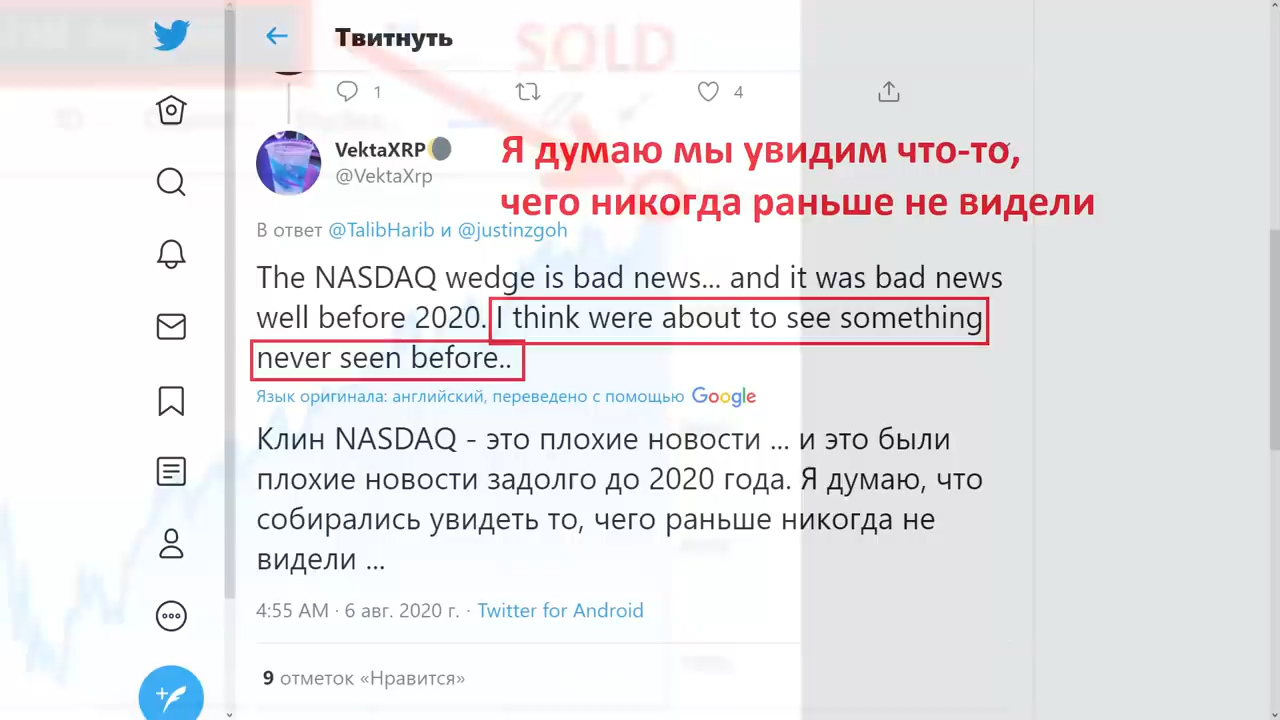 Твитнуть
SOLD
1
4
VektaXRP
@VektaXrp
Я думаю мы увидим что-то,
чего никогда раньше не видели
В ответ @TalibHarib и @justinzgoh
The NASDAQ wedge is bad news... and it was bad news
well before 2020. I think were about to see something
never seen before..
Язык оригинала: английский, переведено с помощью Google
Клин NASDAQ - это плохие новости ... и это были
плохие новости задолго до 2020 года. Я думаю, что
собирались увидеть то, чего раньше никогда не
видели ...
4:55 AM · 6 авг. 2020 г. · Twitter for Android
9 отметок «Нравится»